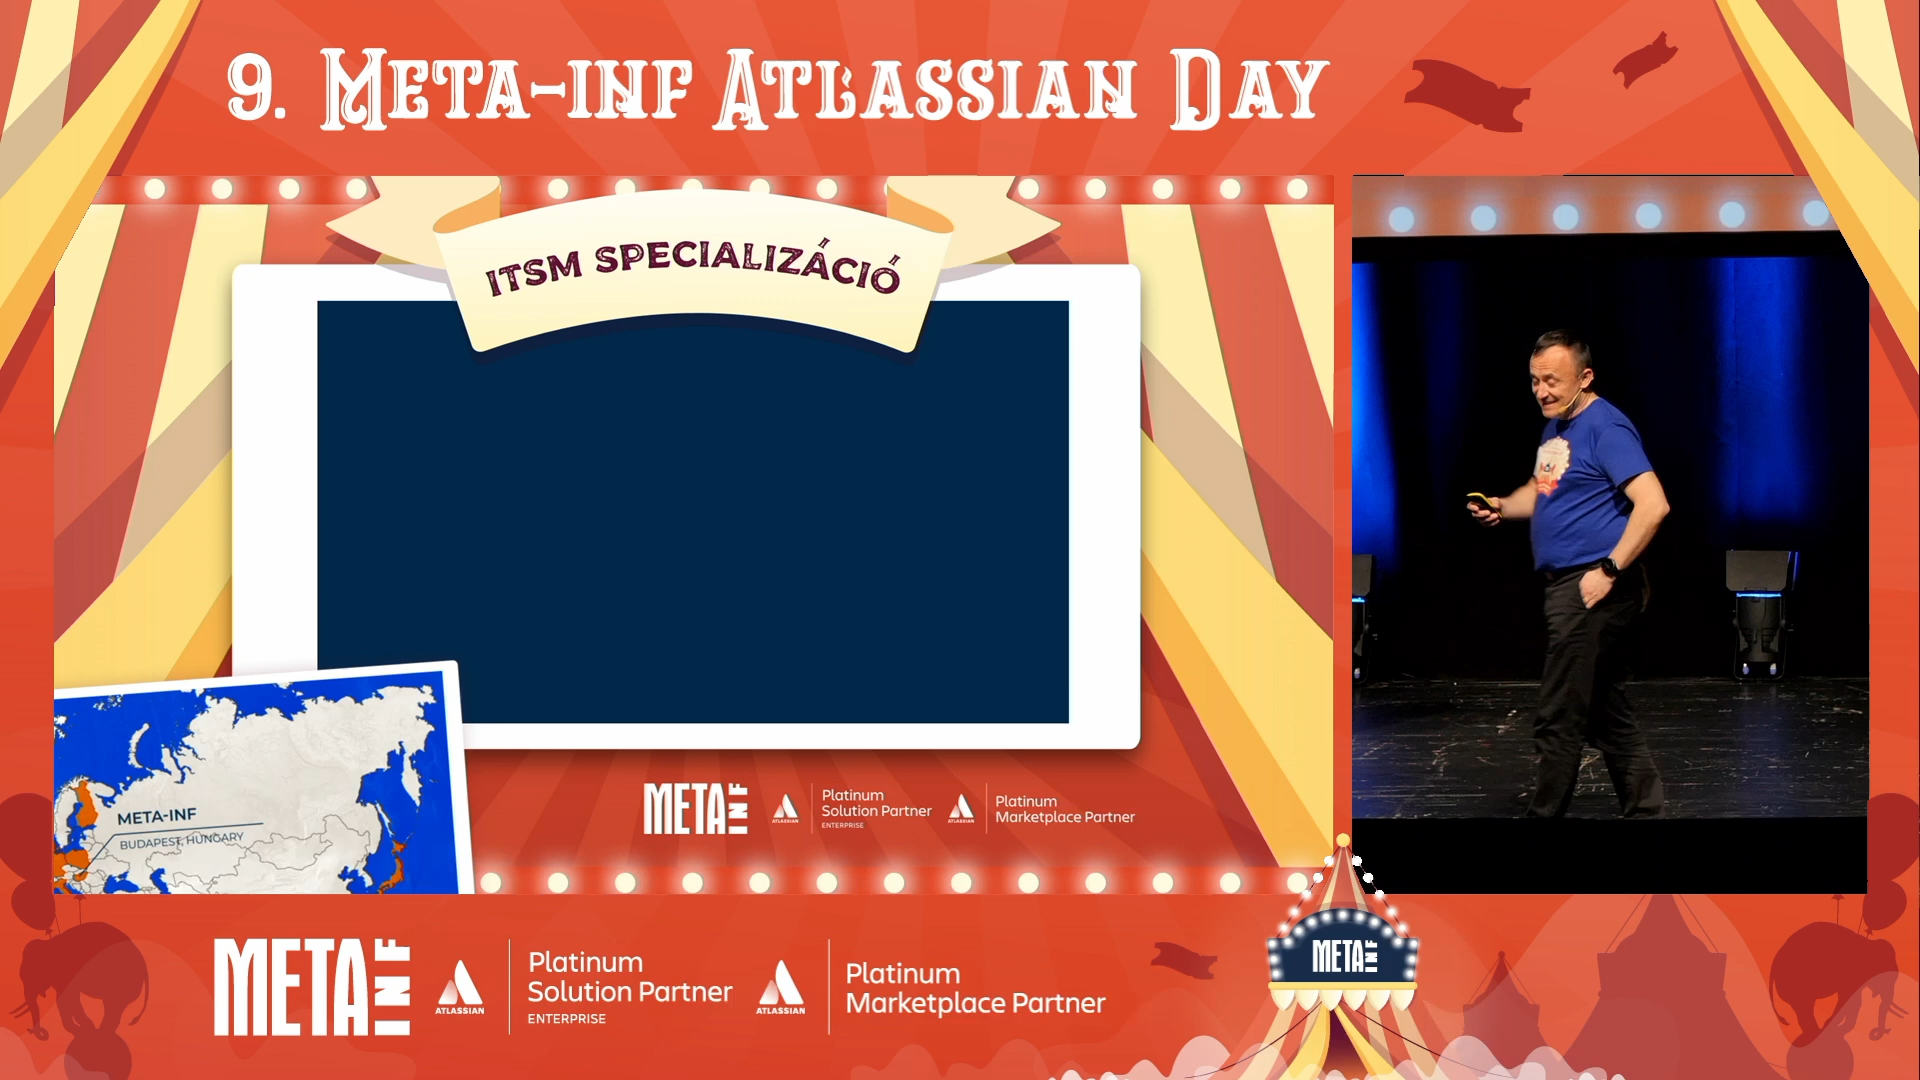 9. META-INF ATLASSIAN DAY
ITSM SPECIALIZÁCIÓ
META-INF
BUDAPEST, HUNGARY
META INF
ATLASSIAN
Platinum
Solution Partner
ENTERPRISE
ATLASSIAN
Platinum
Marketplace Partner
META INF
ATLASSIAN
Platinum
Solution Partner
ENTERPRISE
ATLASSIAN
Platinum
Marketplace Partner
META INF